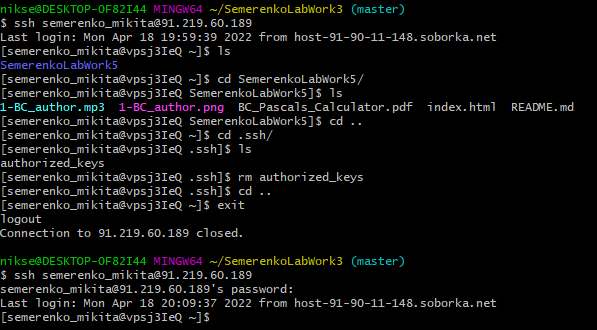 nikse@DESKTOP-OF82I44 MINGW64 ~/SemerenkoLabWork3 (master)
$ ssh semerenko_mikita@91.219.60.189
Last login: Mon Apr 18 19:59:39 2022 from host-91-90-11-148.soborka.net
[semerenko_mikita@vpsj3IeQ ~]$ ls
SemerenkoLabWork5
[semerenko_mikita@vpsj3IeQ ~]$ cd SemerenkoLabWork5/
[semerenko_mikita@vpsj3IeQ SemerenkoLabWork5]$ ls
1-BC_author.mp3  1-BC_author.png  BC_Pascals_Calculator.pdf  index.html  README.md
[semerenko_mikita@vpsj3IeQ SemerenkoLabWork5]$ cd ..
[semerenko_mikita@vpsj3IeQ ~]$ cd .ssh/
[semerenko_mikita@vpsj3IeQ .ssh]$ ls
authorized_keys
[semerenko_mikita@vpsj3IeQ .ssh]$ rm authorized_keys
[semerenko_mikita@vpsj3IeQ .ssh]$ cd ..
[semerenko_mikita@vpsj3IeQ ~]$ exit
logout
Connection to 91.219.60.189 closed.
nikse@DESKTOP-OF82I44 MINGW64 ~/SemerenkoLabWork3 (master)
$ ssh semerenko_mikita@91.219.60.189
semerenko_mikita@91.219.60.189's password:
Last login: Mon Apr 18 20:09:37 2022 from host-91-90-11-148.soborka.net
[semerenko_mikita@vpsj3IeQ ~]$